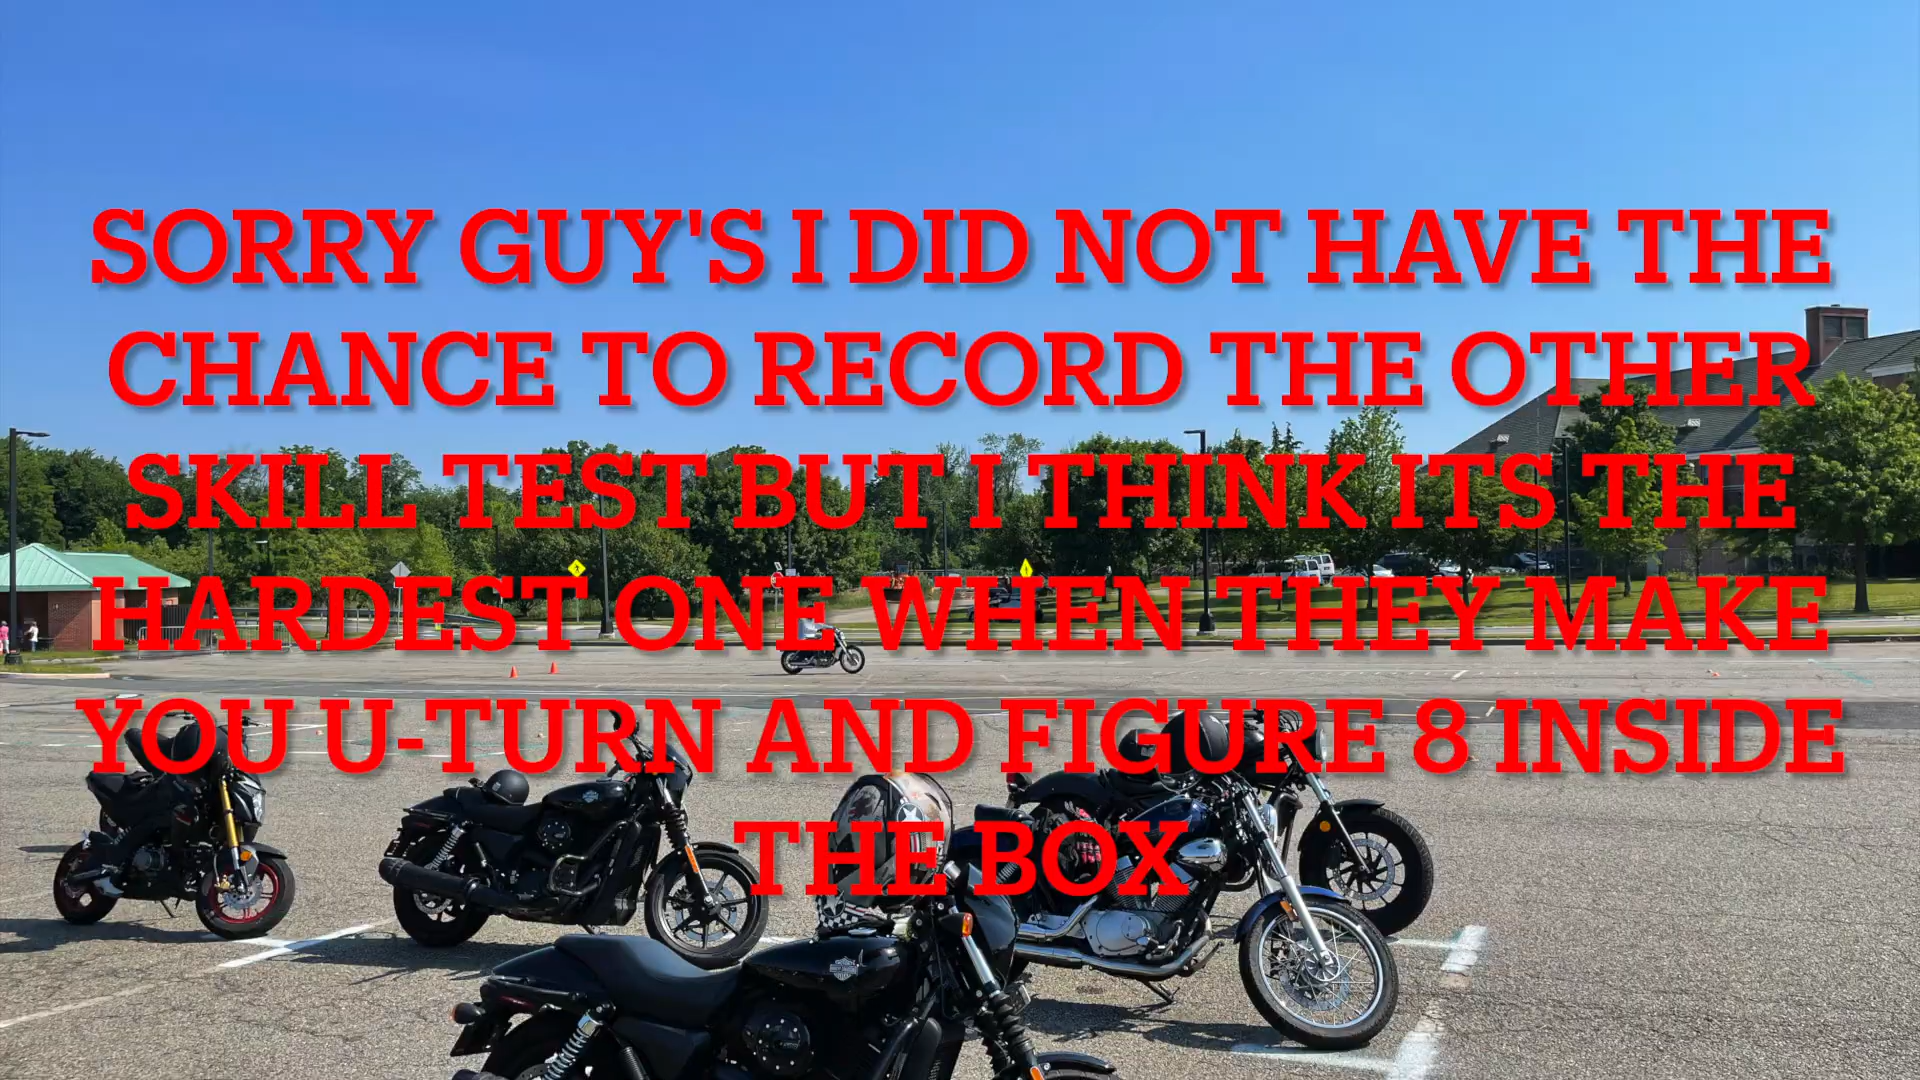 SORRY GUY'S I DID NOT HAVE THE
CHANCE TO RECORD THE OTHER
SKILL TEST BUT I THINK ITS THE
HARDEST ONE WHEN THEY MAKE
YOU U-TURN AND FIGURE 8 INSIDE
THE BOX